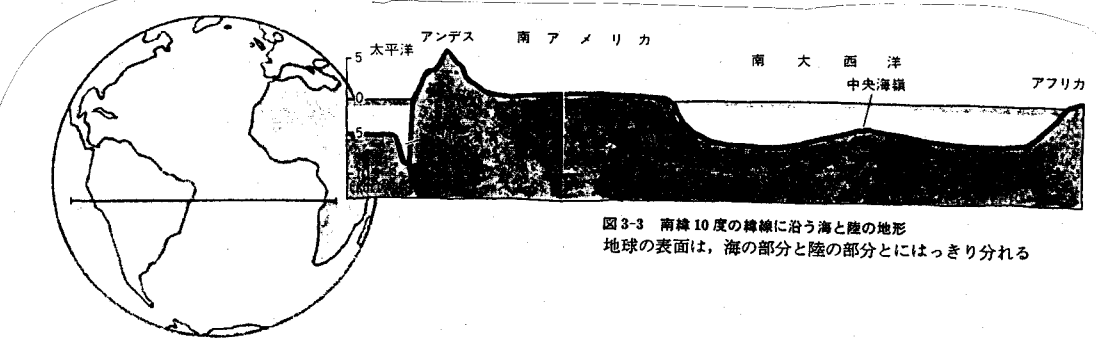 太平洋
アンデス
南アメリカ
南大西洋
中央海嶺
アフリカ
5
0
5
図3-3 南緯10度の緯線に沿う海と陸の地形
地球の表面は，海の部分と陸の部分とにはっきり分れる